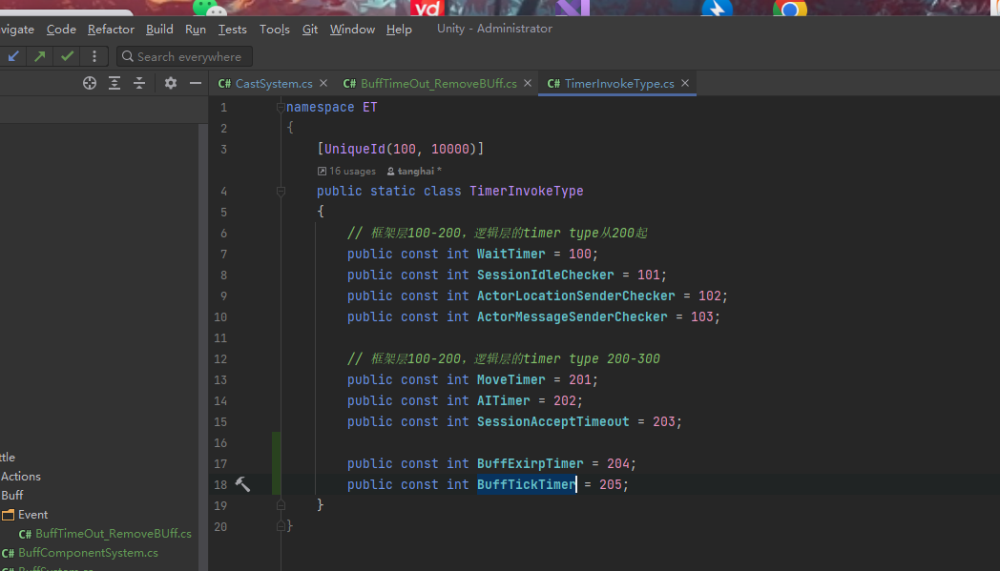 yd
vigate Code Refactor Build Run Tests Tools Git Window Help Unity - Administrator
Search everywhere
C# CastSystem.cs C# BuffTimeOut_RemoveBUff.cs C# TimerInvokeType.cs
1 namespace ET
2 {
3 [UniqueId(100, 10000)]
16 usages tanghai *
4 public static class TimerInvokeType
5 {
6 // 框架层100-200，逻辑层的timer type从200起
7 public const int WaitTimer = 100;
8 public const int SessionIdleChecker = 101;
9 public const int ActorLocationSenderChecker = 102;
10 public const int ActorMessageSenderChecker = 103;
11
12 // 框架层100-200，逻辑层的timer type 200-300
13 public const int MoveTimer = 201;
14 public const int AITimer = 202;
15 public const int SessionAcceptTimeout = 203;
16
17 public const int BuffExirpTimer = 204;
18 public const int BuffTickTimer = 205;
19 }
20 }
ttle
Actions
Buff
Event
C# BuffTimeOut_RemoveBUff.cs
C# BuffComponentSystem.cs
C# BuffSystem.cs